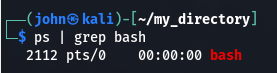 ┌──(john㉿kali)-[~/my_directory]
└─$ ps | grep bash
2112 pts/0    00:00:00 bash